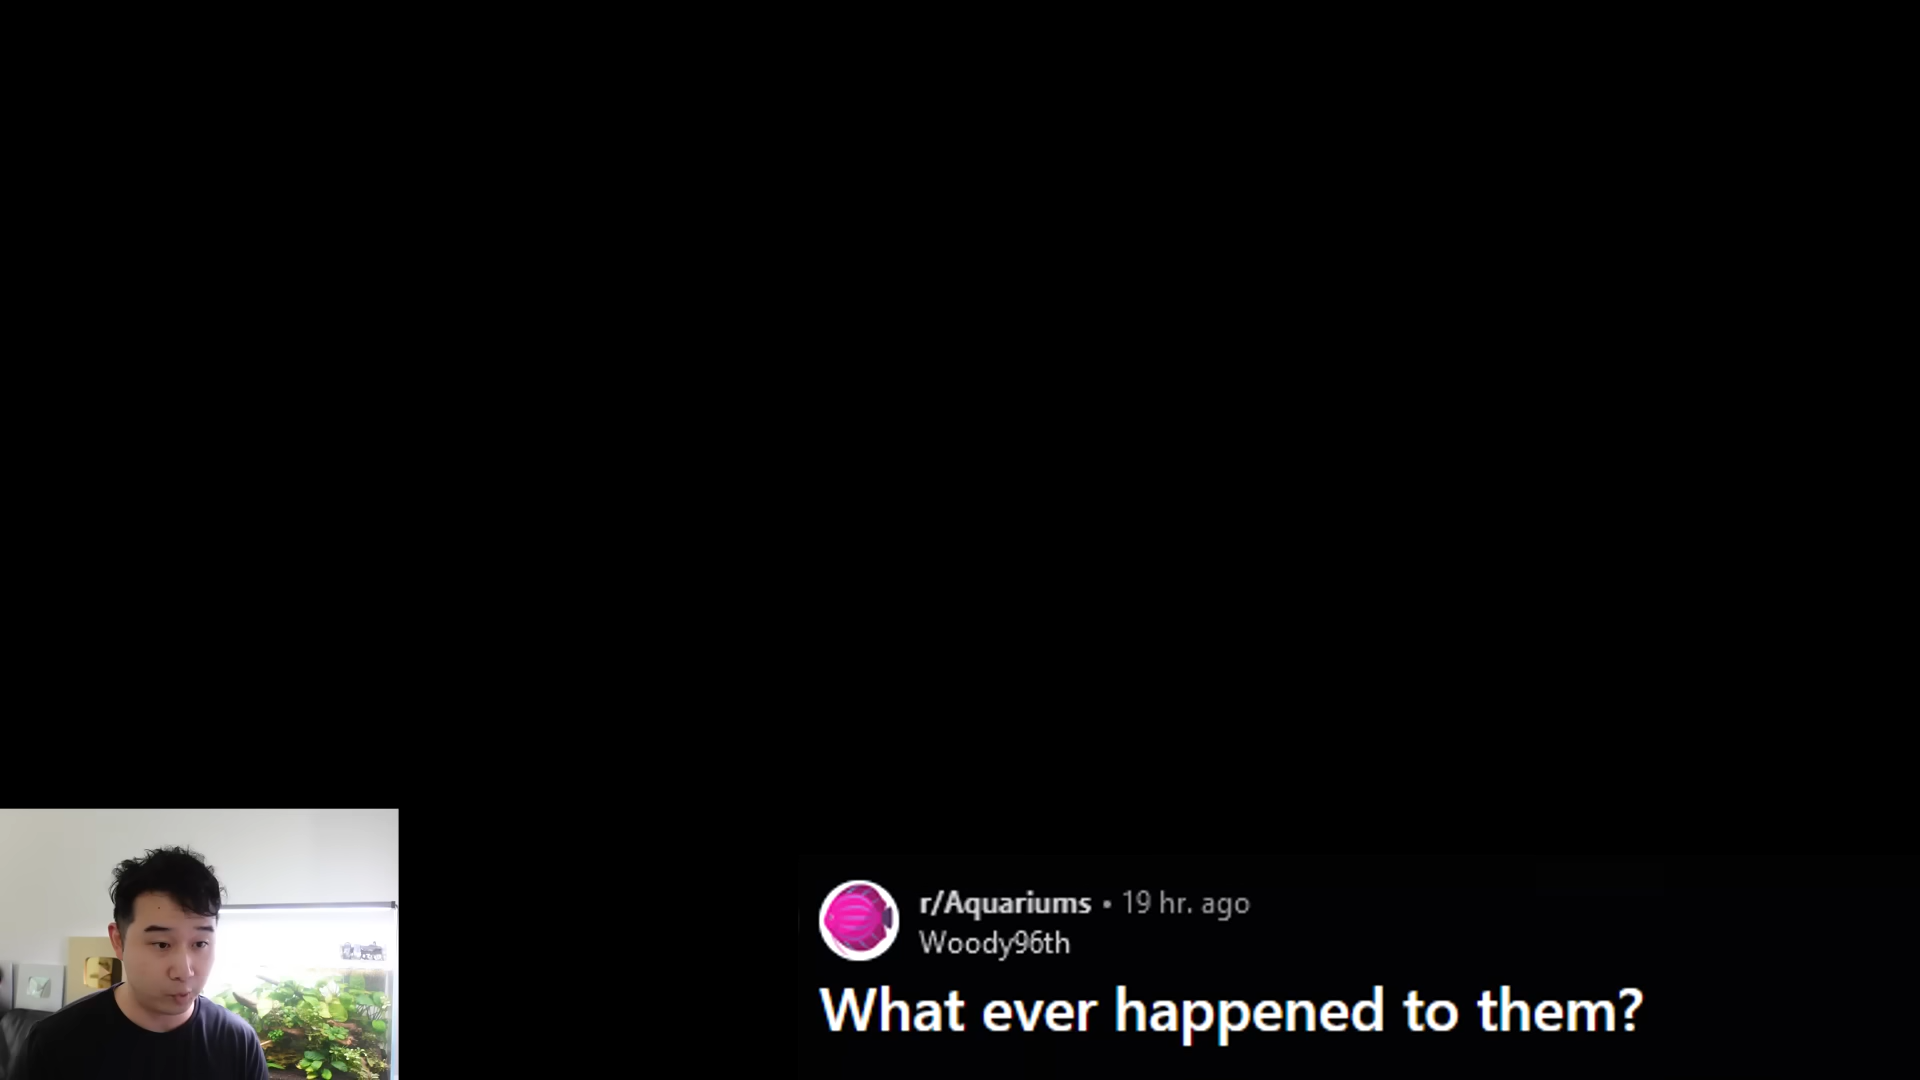 r/Aquariums • 19 hr. ago
Woody96th
What ever happened to them?